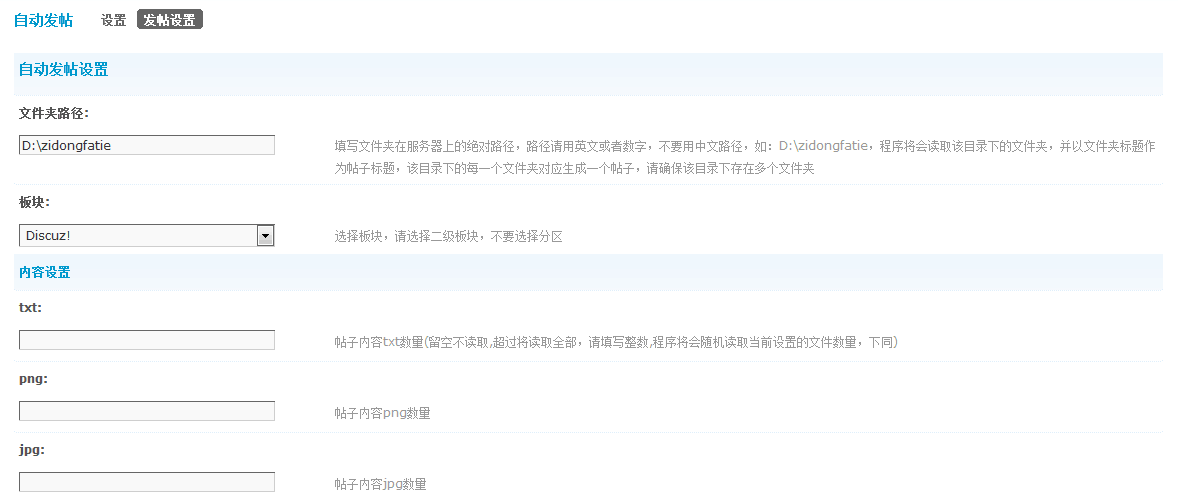 自动发帖 设置 发帖设置
自动发帖设置
文件夹路径:
D:\zidongfatie
填写文件夹在服务器上的绝对路径，路径请用英文或者数字，不要用中文路径，如：D:\zidongfatie，程序将会读取该目录下的文件夹，并以文件夹标题作
为帖子标题，该目录下的每一个文件夹对应生成一个帖子，请确保该目录下存在多个文件夹
板块:
Discuz!
选择板块，请选择二级板块，不要选择分区
内容设置
txt:
帖子内容txt数量(留空不读取,超过将读取全部，请填写整数,程序将会随机读取当前设置的文件数量，下同)
png:
帖子内容png数量
jpg:
帖子内容jpg数量